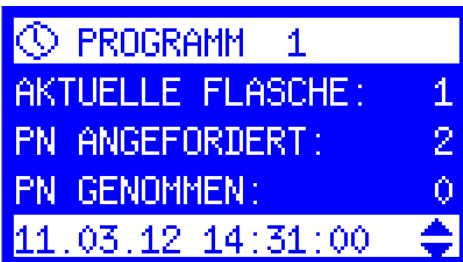 PROGRAMM 1
AKTUELLE FLASCHE: 1
PN ANGEFORDERT: 2
PN GENOMMEN: 0
11.03.12 14:31:00